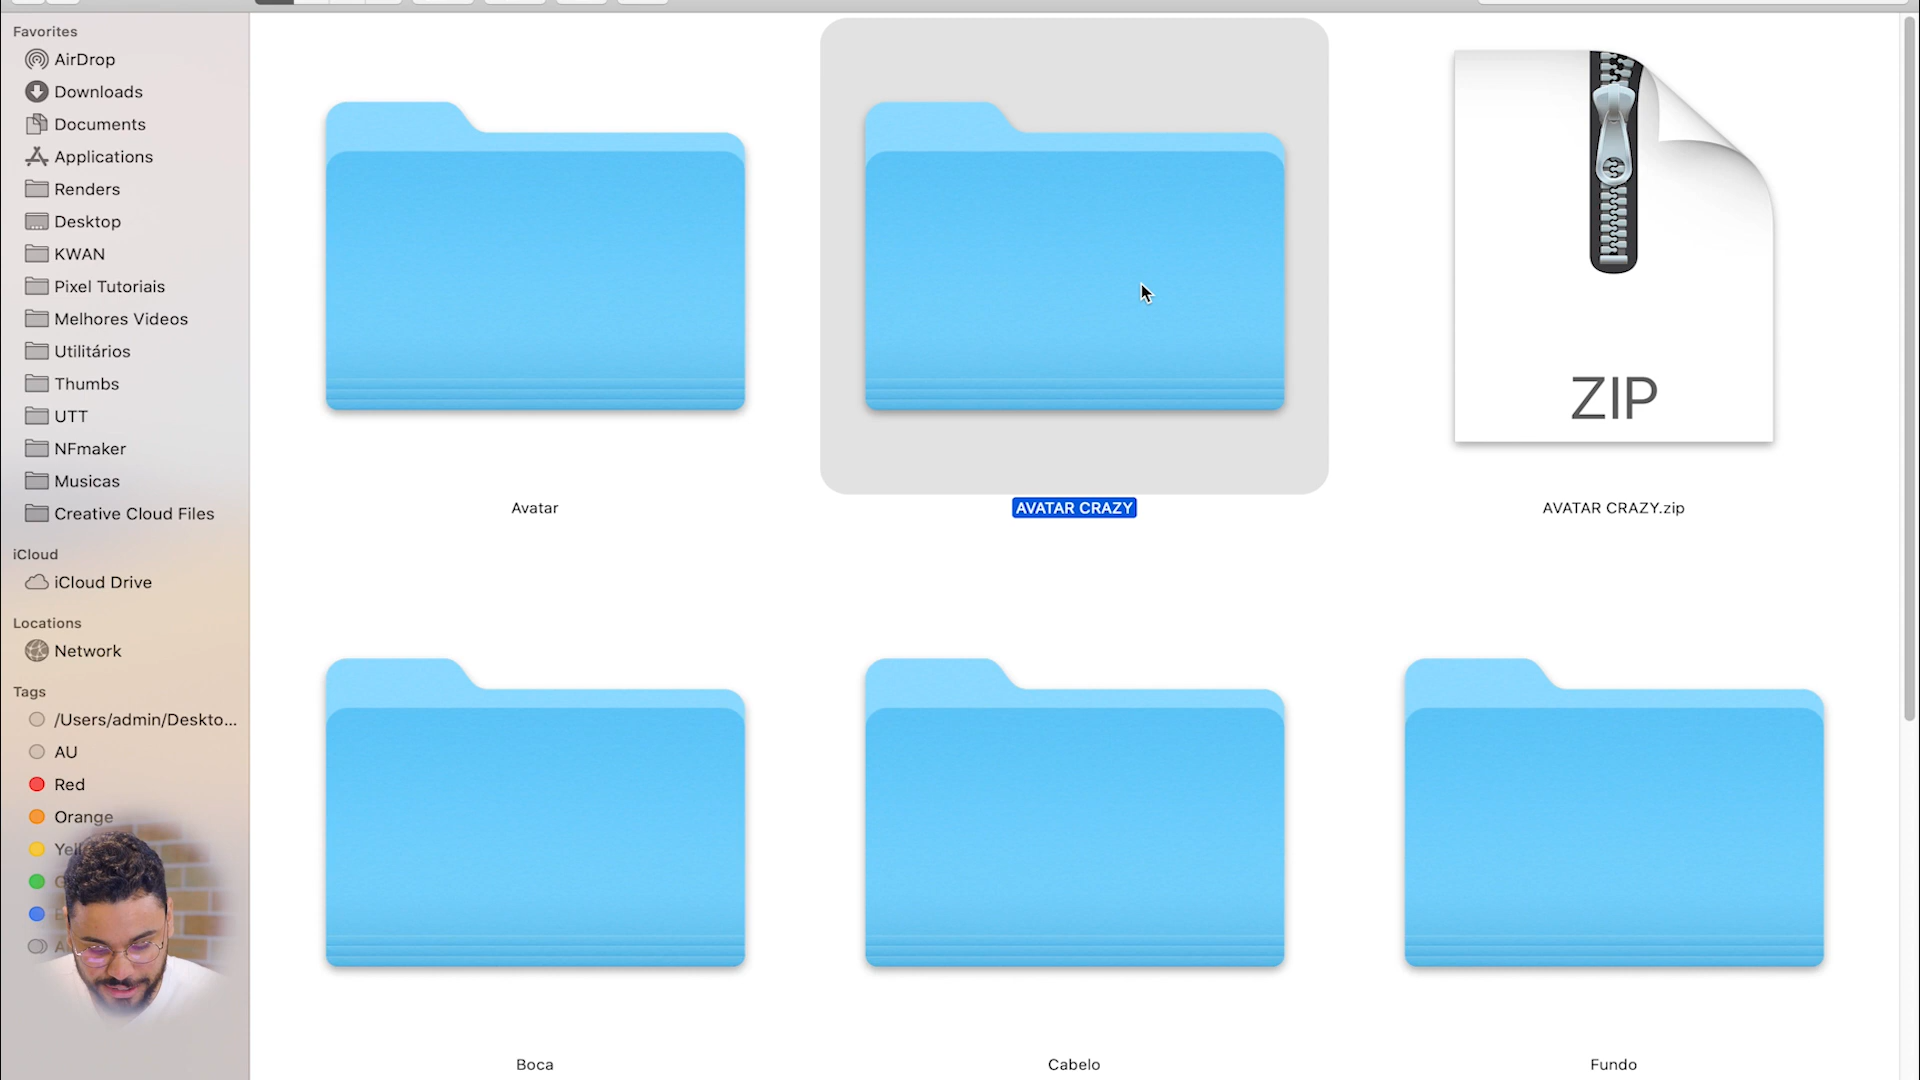 Favorites
AirDrop
Downloads
Documents
Applications
Renders
Desktop
KWAN
Pixel Tutoriais
Melhores Videos
Utilitários
Thumbs
UTT
NFmaker
Musicas
Creative Cloud Files
iCloud
iCloud Drive
Locations
Network
Tags
/Users/admin/Deskto...
AU
Red
Orange
ZIP
Avatar
AVATAR CRAZY
AVATAR CRAZY.zip
Boca
Cabelo
Fundo